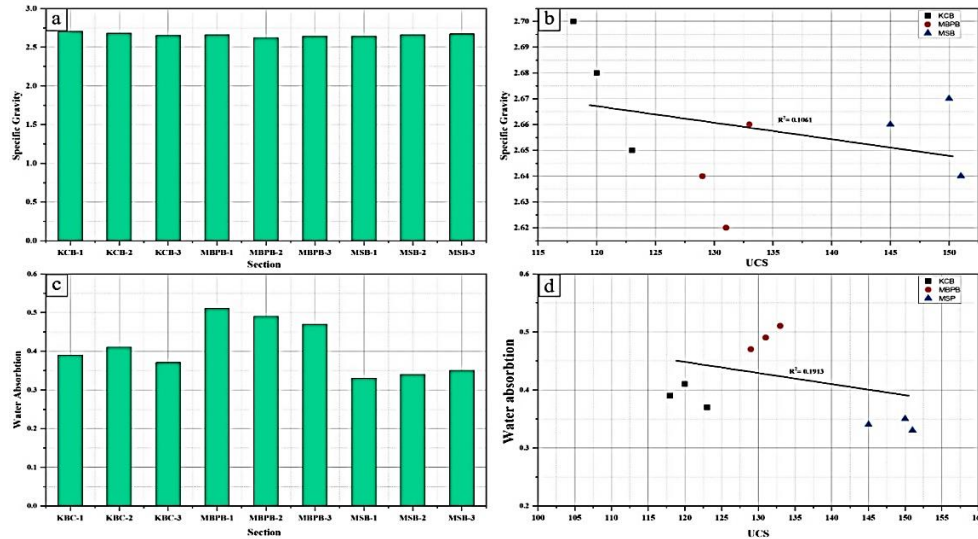 a
3.0
2.5
2.0
1.5
1.0
0.5
0.0
Specific Gravity
KCB-1 KCB-2 KCB-3 MBPB-1 MBPB-2 MBPB-3 MSB-1 MSB-2 MSB-3
Section
b
KCB
MBPB
MSB
2.70
2.69
2.68
2.67
2.66
2.65
2.64
2.63
2.62
Specific Gravity
R²= 0.1061
115 120 125 130 135 140 145 150
UCS
c
0.6
0.5
0.4
0.3
0.2
0.1
0.0
Water Absorbtion
KBC-1 KBC-2 KBC-3 MBPB-1 MBPB-2 MBPB-3 MSB-1 MSB-2 MSB-3
Section
d
KCB
MBPB
MSP
0.6
0.5
0.4
0.3
0.2
Water absorbtion
R²= 0.1913
100 105 110 115 120 125 130 135 140 145 150 155
UCS